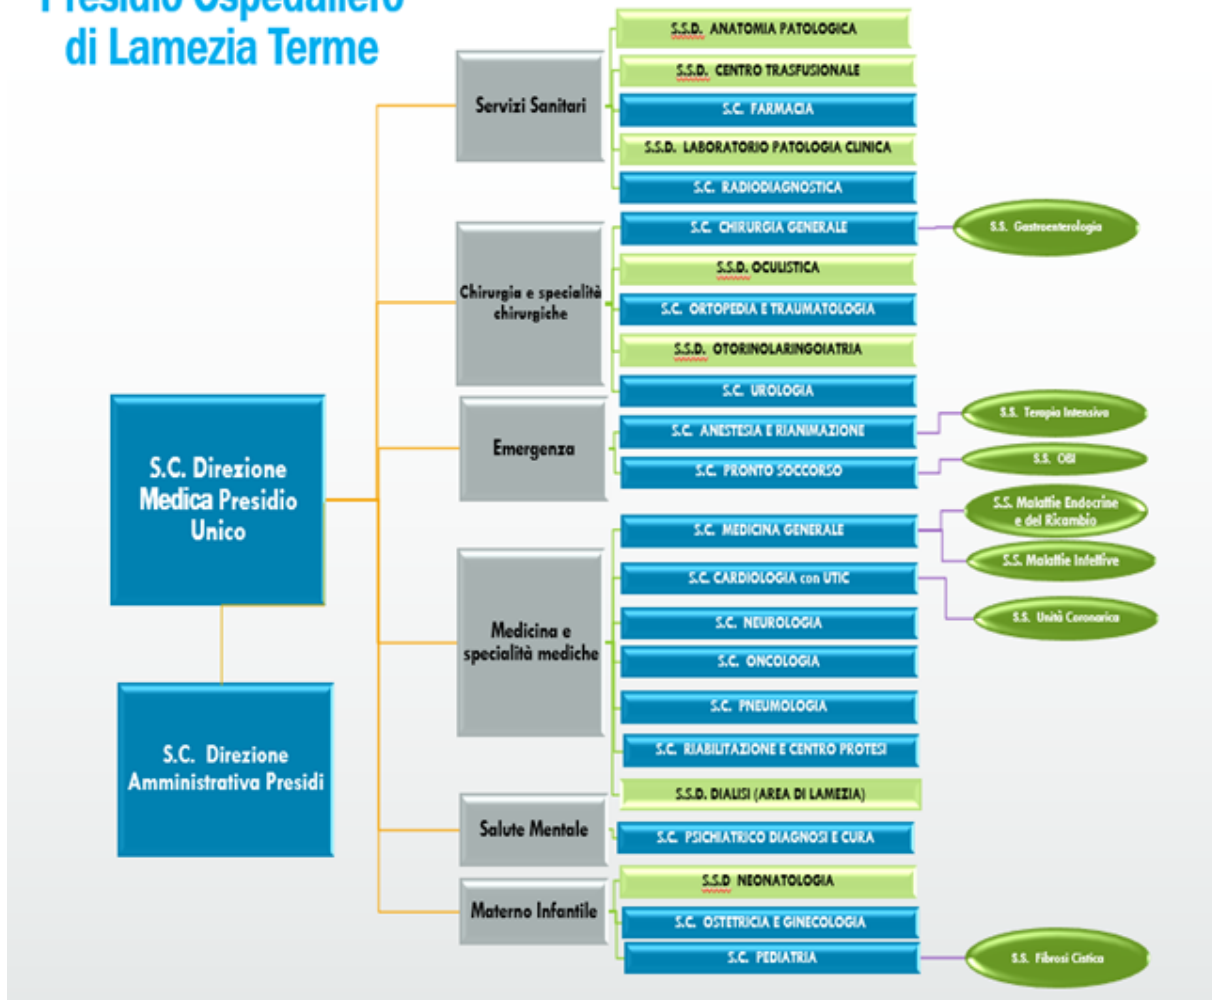 Presidio Ospedaliero
di Lamezia Terme
Servizi Sanitari
S.S.D. ANATOMIA PATOLOGICA
S.S.D. CENTRO TRASFUSIONALE
S.C. FARMACIA
S.S.D. LABORATORIO PATOLOGIA CLINICA
S.C. RADIODIAGNOSTICA
Chirurgia e specialità
chirurgiche
S.C. CHIRURGIA GENERALE
S.S. Gastroenterologia
S.S.D. OCULISTICA
S.C. ORTOPEDIA E TRAUMATOLOGIA
S.S.D. OTORINOLARINGOIATRIA
S.C. UROLOGIA
Emergenza
S.C. ANESTESIA E RIANIMAZIONE
S.S. Terapia Intensiva
S.C. PRONTO SOCCORSO
S.S. OBI
S.C. Direzione
Medica Presidio
Unico
Medicina e
specialità mediche
S.C. MEDICINA GENERALE
S.S. Malattie Endocrine
e del Ricambio
S.S. Malattie Infettive
S.C. CARDIOLOGIA con UTIC
S.S. Unità Coronarica
S.C. NEUROLOGIA
S.C. ONCOLOGIA
S.C. PNEUMOLOGIA
S.C. RIABILITAZIONE E CENTRO PROTESI
S.S.D. DIALISI (AREA DI LAMEZIA)
S.C. Direzione
Amministrativa Presidi
Salute Mentale
S.C. PSICHIATRICO DIAGNOSI E CURA
Materno Infantile
S.S.D NEONATOLOGIA
S.C. OSTETRICIA E GINECOLOGIA
S.C. PEDIATRIA
S.S. Fibrosi Cistica